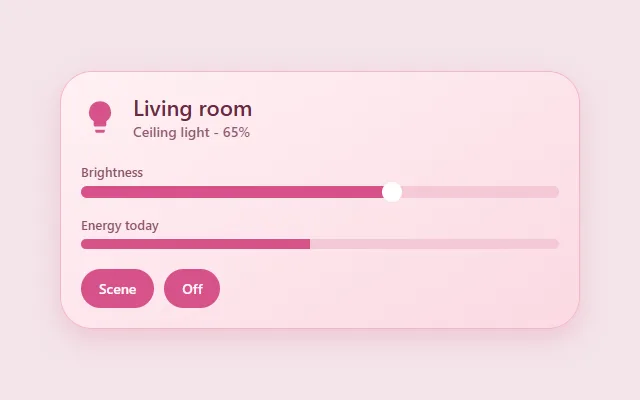 Living room
Ceiling light - 65%
Brightness
Energy today
Scene
Off